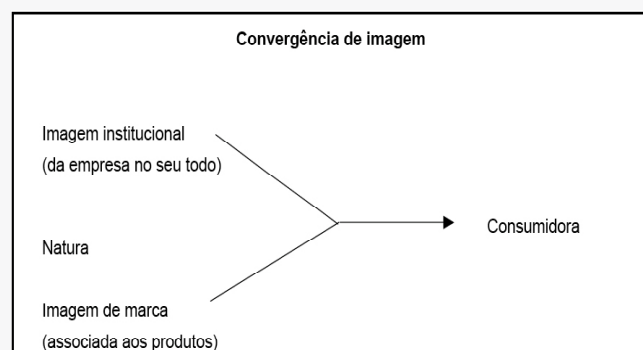 Convergência de imagem
Imagem institucional
(da empresa no seu todo)
Consumidora
Natura
Imagem de marca
(associada aos produtos)